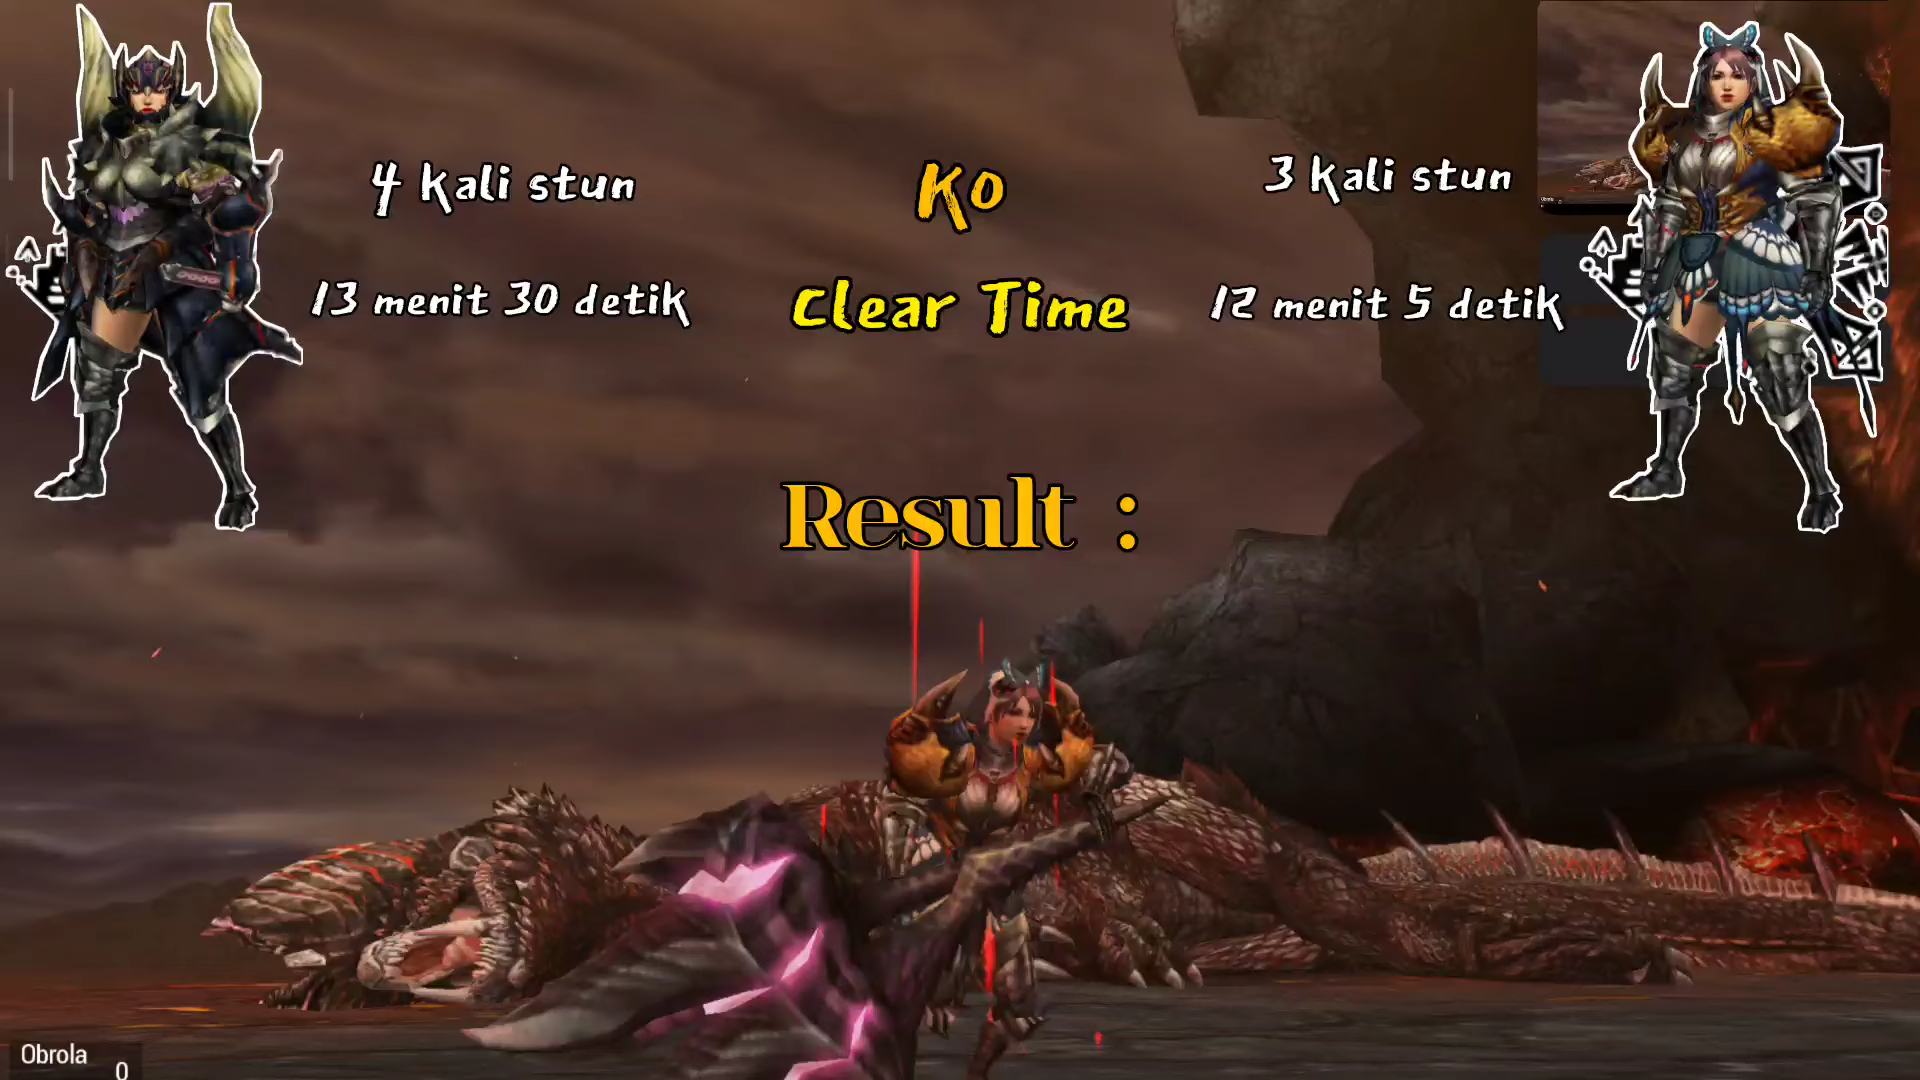 4 kali stun
KO
3 kali stun
13 menit 30 detik
Clear Time
12 menit 5 detik
Result :
Obrola
0